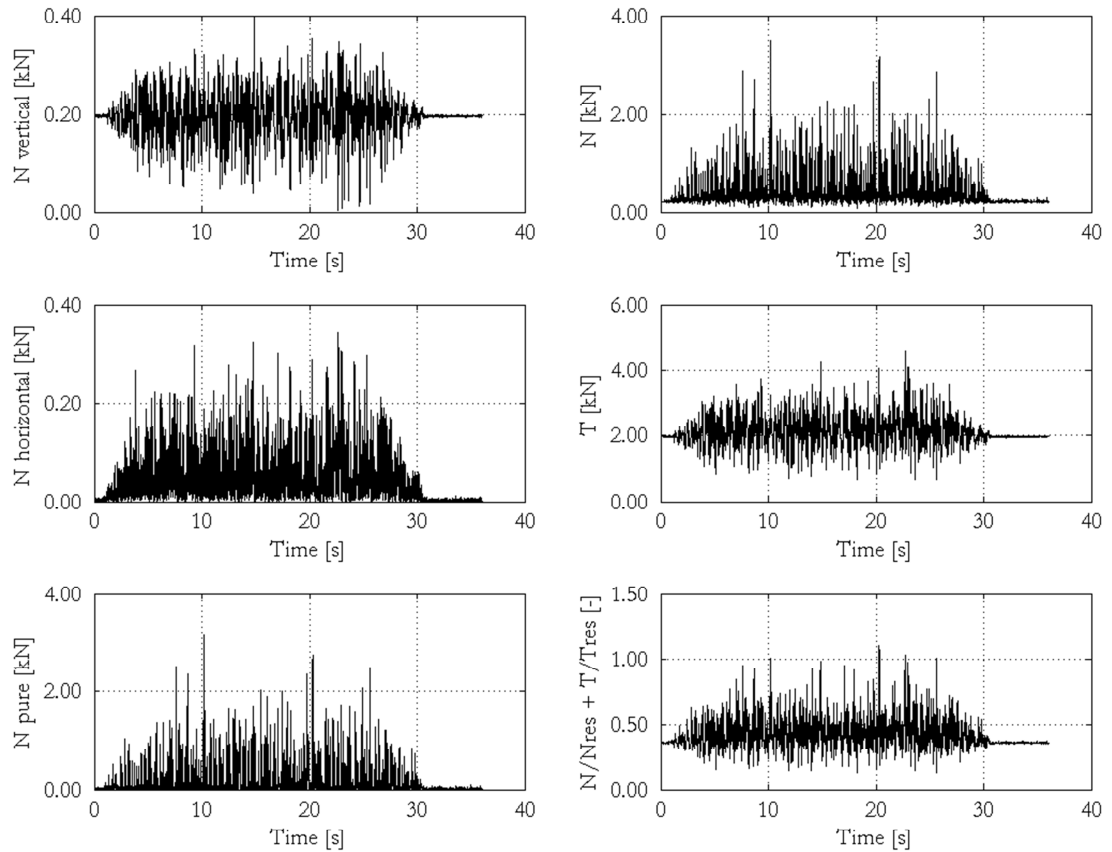 0.40
0.20
0.00
N vertical [kN]
0 10 20 30 40
Time [s]
4.00
2.00
0.00
N [kN]
0 10 20 30 40
Time [s]
0.40
0.20
0.00
N horizontal [kN]
0 10 20 30 40
Time [s]
6.00
4.00
2.00
0.00
T [kN]
0 10 20 30 40
Time [s]
4.00
2.00
0.00
N pure [kN]
0 10 20 30 40
Time [s]
1.50
1.00
0.50
0.00
N/Nres + T/Tres [-]
0 10 20 30 40
Time [s]